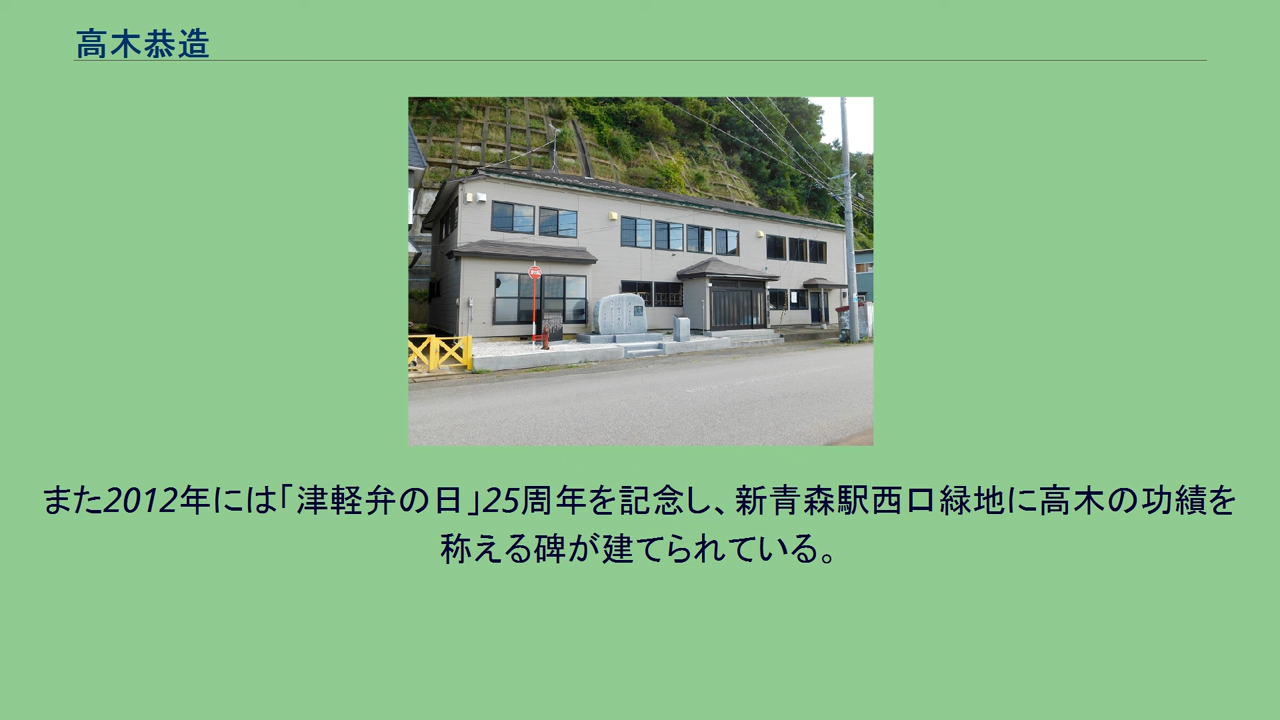 高木恭造
また2012年には「津軽弁の日」25周年を記念し、新青森駅西口緑地に高木の功績を
称える碑が建てられている。